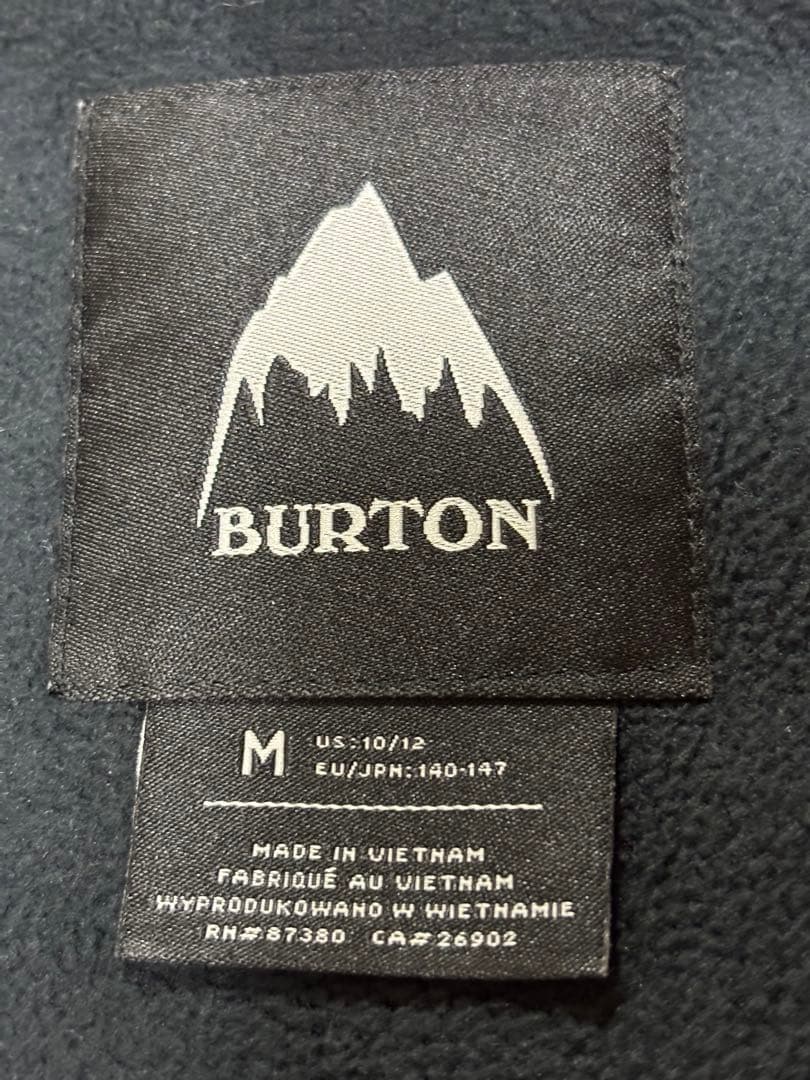 BURTON
M US:10/12
EU/JPN:140-147
MADE IN VIETNAM
FABRIQUÉ AU VIETNAM
WYPRODUKOWANO W WIETNAMIE
RN#87380 CA#26902